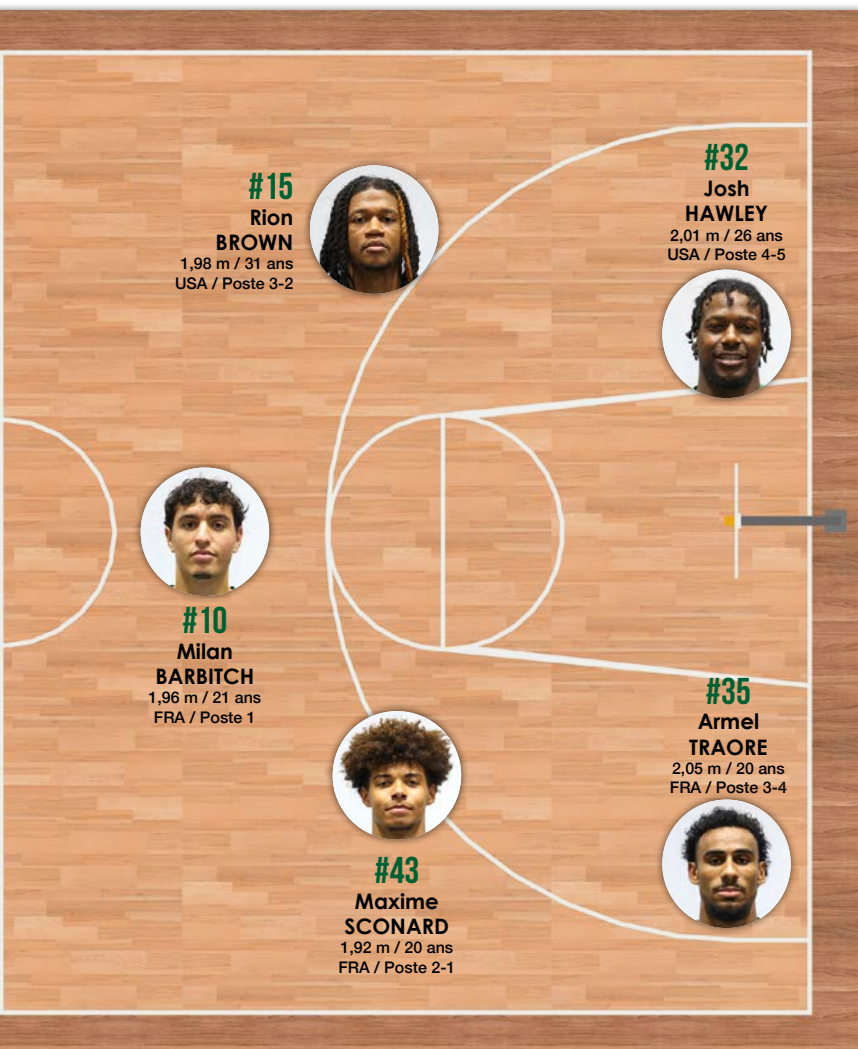 #15
Rion
BROWN
1,98 m / 31 ans
USA / Poste 3-2
#32
Josh
HAWLEY
2,01 m / 26 ans
USA / Poste 4-5
#10
Milan
BARBITCH
1,96 m / 21 ans
FRA / Poste 1
#35
Armel
TRAORE
2,05 m / 20 ans
FRA / Poste 3-4
#43
Maxime
SCONARD
1,92 m / 20 ans
FRA / Poste 2-1